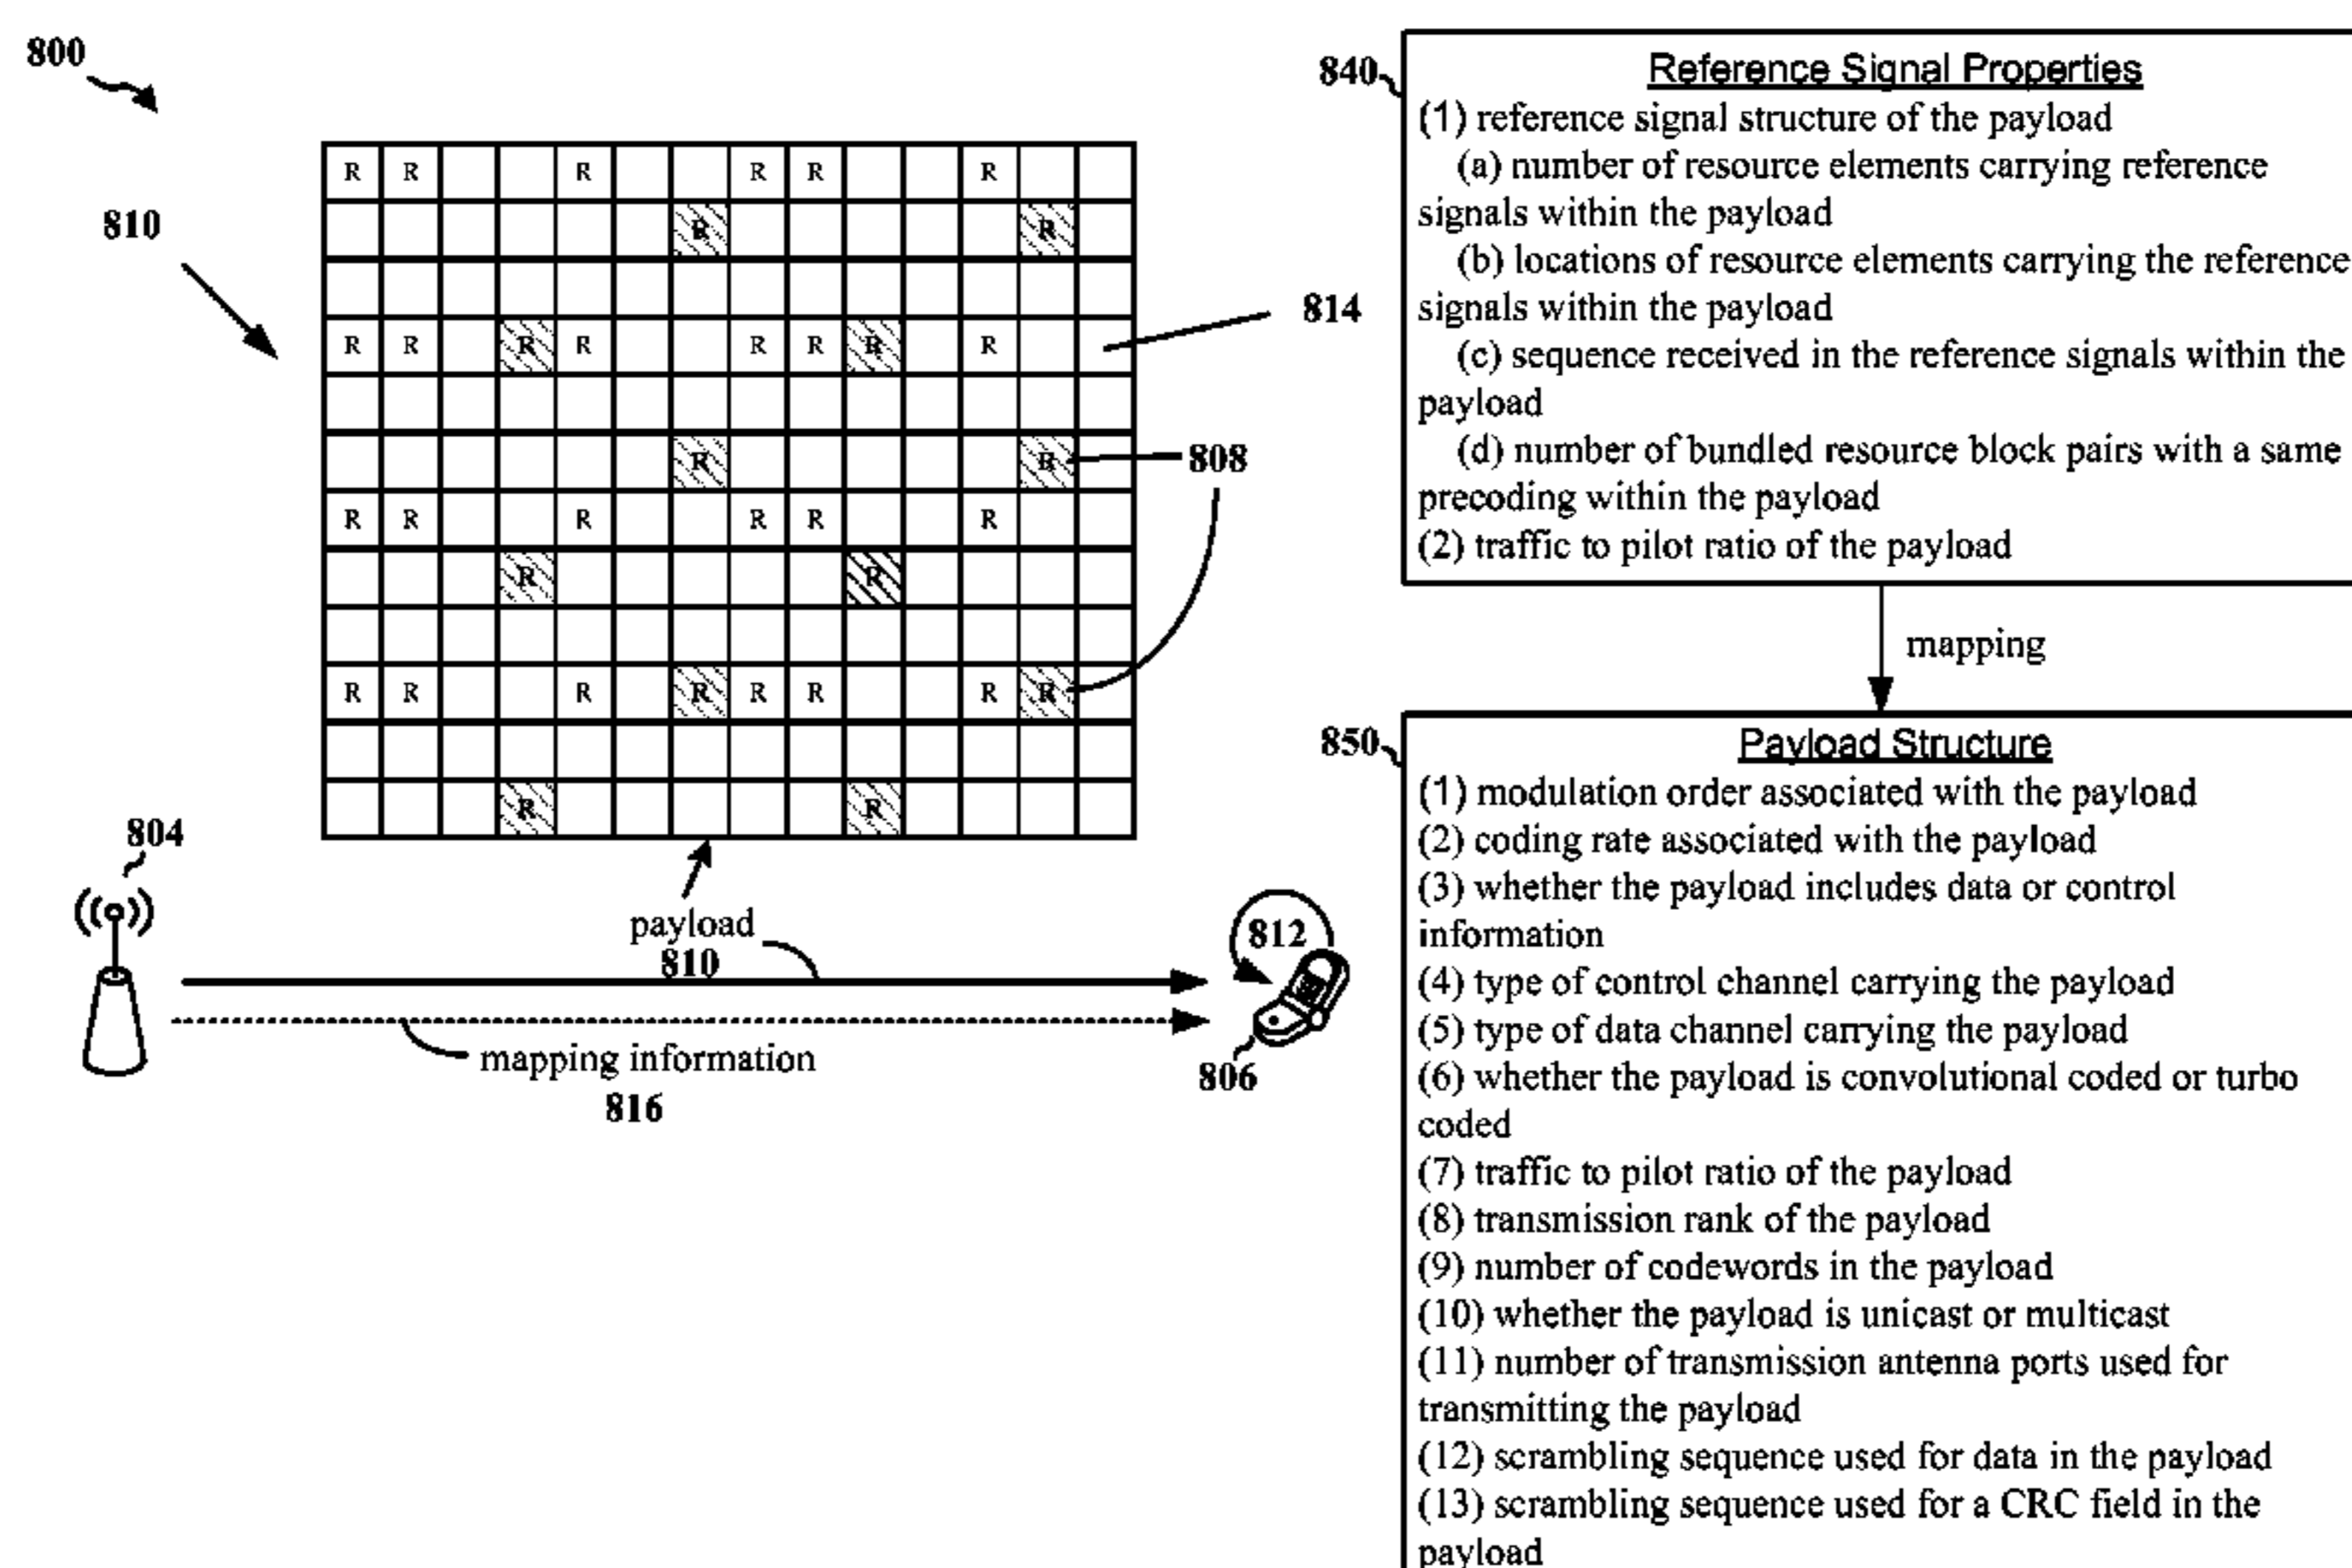 800
810
R R R R R R
R R
R R R R R R R R
R R
R R R R R R
R R
R R R R R R R R
R R
814
808
804
payload
810
812
mapping information
816
806
840
Reference Signal Properties
(1) reference signal structure of the payload
(a) number of resource elements carrying reference
signals within the payload
(b) locations of resource elements carrying the reference
signals within the payload
(c) sequence received in the reference signals within the
payload
(d) number of bundled resource block pairs with a same
precoding within the payload
(2) traffic to pilot ratio of the payload
mapping
850
Payload Structure
(1) modulation order associated with the payload
(2) coding rate associated with the payload
(3) whether the payload includes data or control
information
(4) type of control channel carrying the payload
(5) type of data channel carrying the payload
(6) whether the payload is convolutional coded or turbo
coded
(7) traffic to pilot ratio of the payload
(8) transmission rank of the payload
(9) number of codewords in the payload
(10) whether the payload is unicast or multicast
(11) number of transmission antenna ports used for
transmitting the payload
(12) scrambling sequence used for data in the payload
(13) scrambling sequence used for a CRC field in the
payload